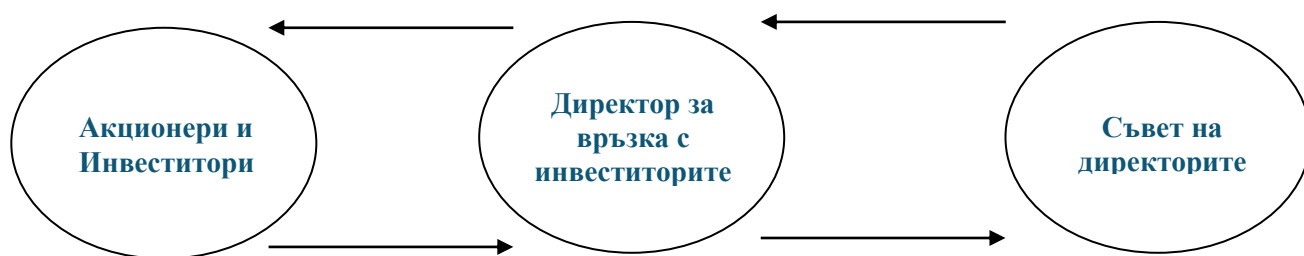 Акционери и
Инвеститори
Директор за
връзка с
инвеститорите
Съвет на
директорите